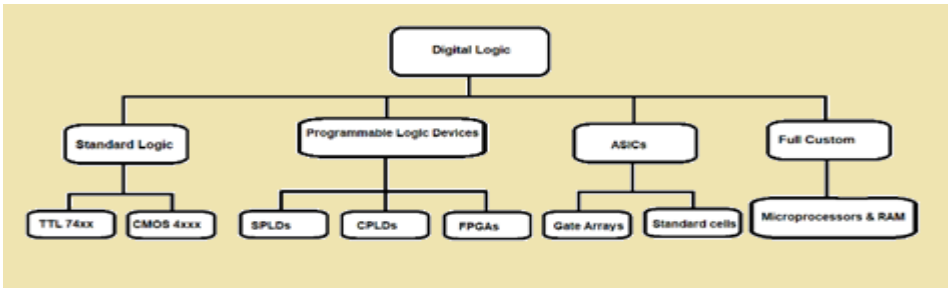 Digital Logic
Standard Logic
Programmable Logic Devices
ASICs
Full Custom
TTL 74xx
CMOS 4xxx
SPLDs
CPLDs
FPGAs
Gate Arrays
Standard cells
Microprocessors & RAM